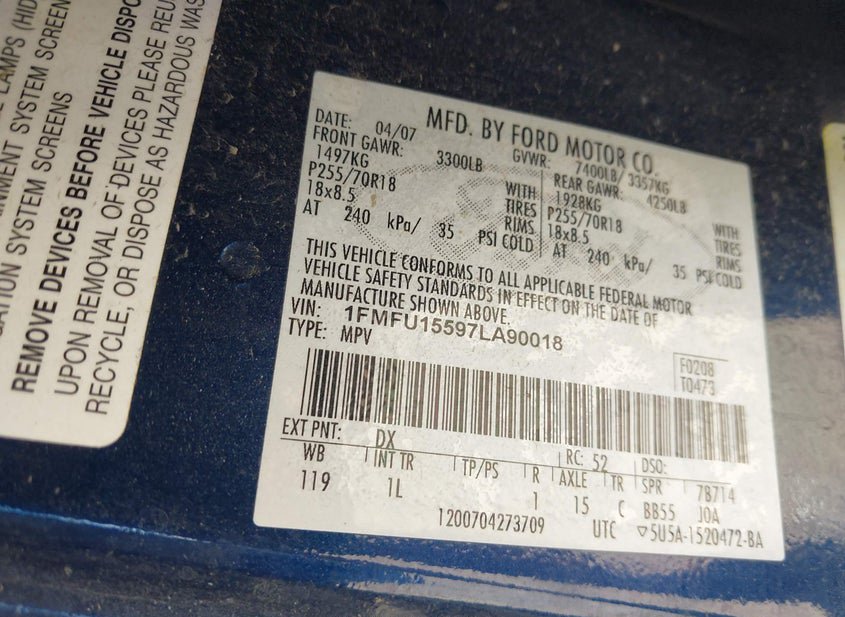 LAMPS (HID
INMENT SYSTEM SCREEN
GATION SYSTEM SCREENS
REMOVE DEVICES BEFORE VEHICLE DISPO
UPON REMOVAL OF DEVICES PLEASE REU
RECYCLE, OR DISPOSE AS HAZARDOUS WAS
MFD. BY FORD MOTOR CO.
DATE: 04/07 GVWR: 7400LB/ 3357KG
FRONT GAWR: 3300LB REAR GAWR: 4250LB
1497KG WITH 1928KG WITH
P255/70R18 TIRES P255/70R18 TIRES
18x8.5 RIMS 18x8.5 RIMS
AT 240 kPa/ 35 PSI COLD AT 240 kPa/ 35 PSI COLD
THIS VEHICLE CONFORMS TO ALL APPLICABLE FEDERAL MOTOR
VEHICLE SAFETY STANDARDS IN EFFECT ON THE DATE OF
MANUFACTURE SHOWN ABOVE.
VIN: 1FMFU15597LA90018
TYPE: MPV
F0208
T0473
EXT PNT: DX RC: 52 DSO:
WB INT TR TP/PS R AXLE TR SPR 78714
119 1L 1 15 C BB55 JOA
1200704273709 UTC ▽5U5A-1520472-BA